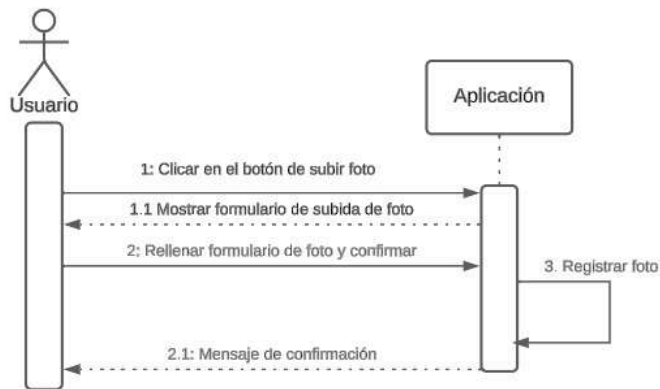 Usuario
Aplicación
1: Clicar en el botón de subir foto
1.1 Mostrar formulario de subida de foto
2: Rellenar formulario de foto y confirmar
3. Registrar foto
2.1: Mensaje de confirmación